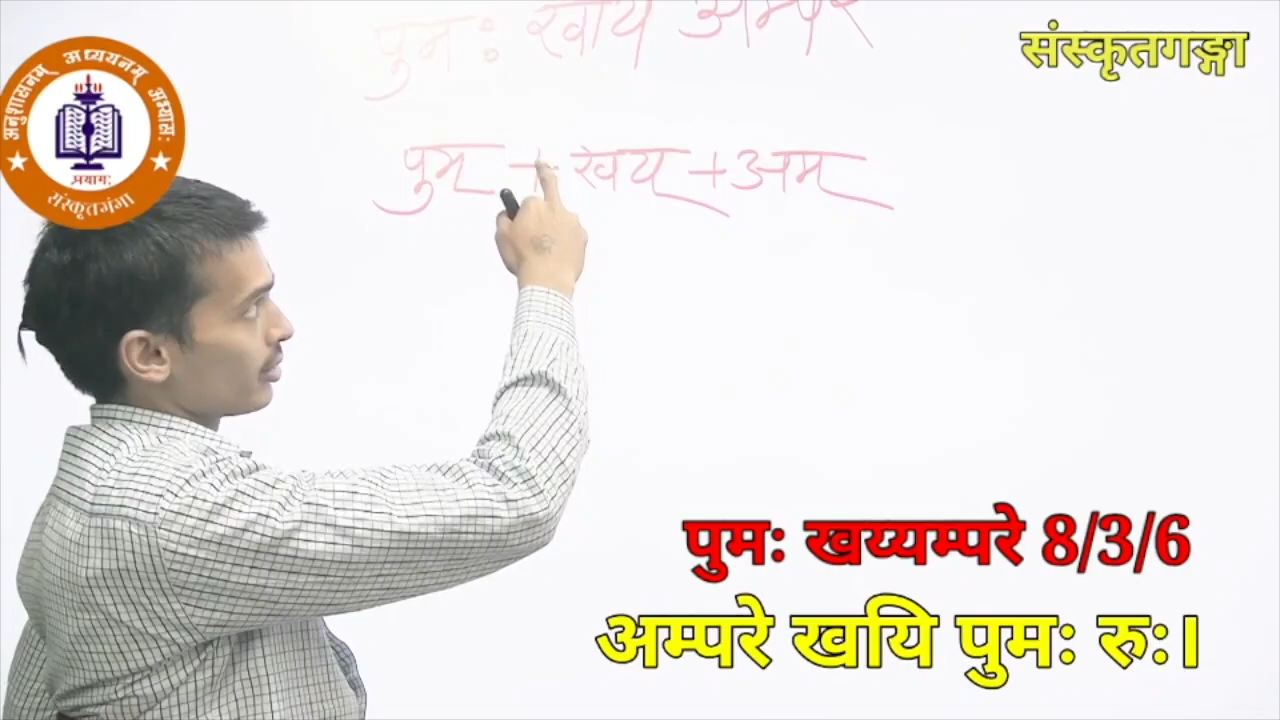 पुमः खयि अम्परे
संस्कृतगङ्गा
अनुशासनम् अध्ययनम् अभ्यासः
प्रयागः
संस्कृतगंगा
पुम् + खय् + अम्
पुमः खय्यम्परे 8/3/6
अम्परे खयि पुमः रुः।